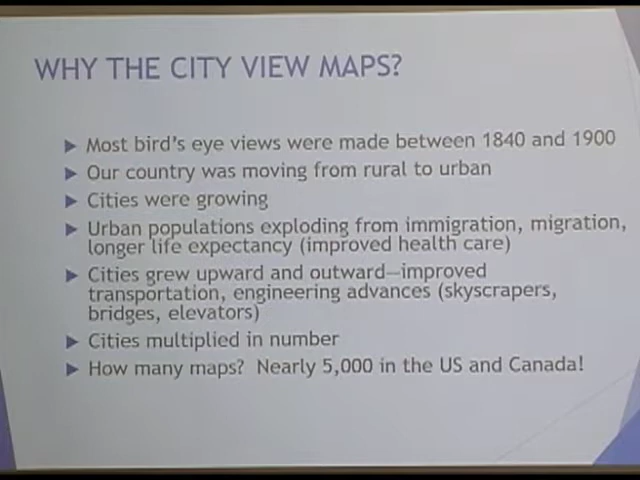 WHY THE CITY VIEW MAPS?
Most bird's eye views were made between 1840 and 1900
Our country was moving from rural to urban
Cities were growing
Urban populations exploding from immigration, migration,
longer life expectancy (improved health care)
Cities grew upward and outward—improved
transportation, engineering advances (skyscrapers,
bridges, elevators)
Cities multiplied in number
How many maps?  Nearly 5,000 in the US and Canada!